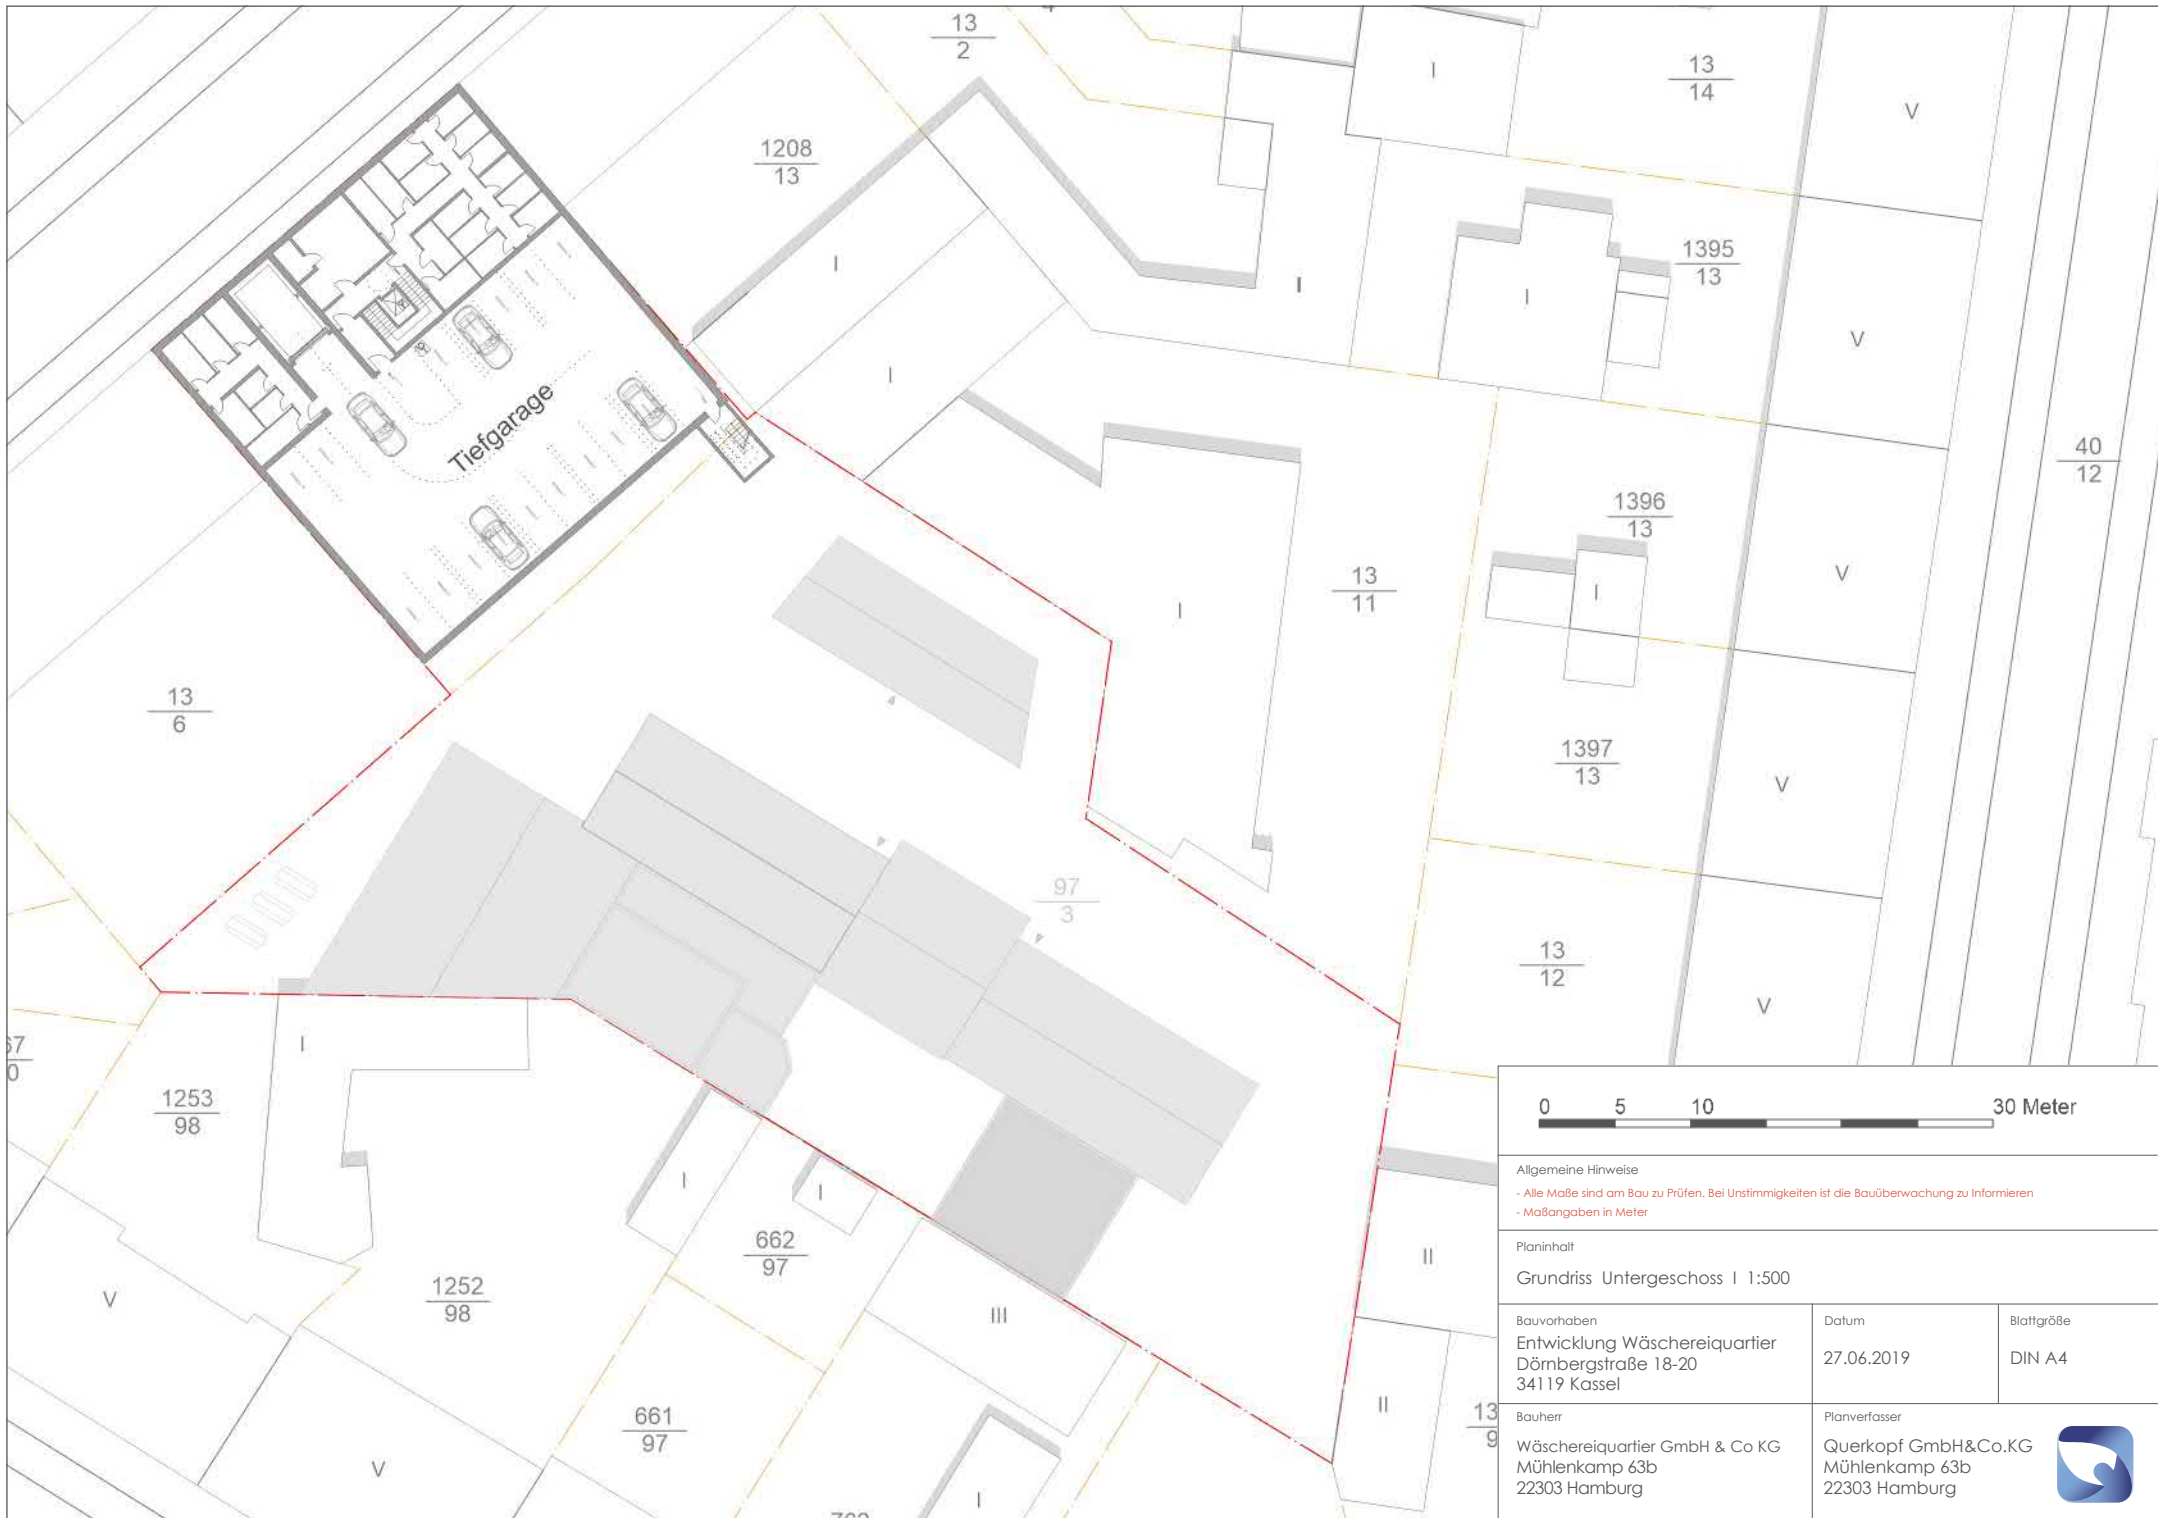 13
2
1208
13
I
I
I
I
13
14
V
1395
13
I
V
40
12
Tiefgarage
1396
13
I
V
13
11
I
13
6
1397
13
V
97
3
13
12
V
I
1253
98
1252
98
V
V
I
I
662
97
661
97
III
I
II
II
0 5 10 30 Meter
Allgemeine Hinweise
- Alle Maße sind am Bau zu Prüfen. Bei Unstimmigkeiten ist die Bauüberwachung zu Informieren
- Maßangaben in Meter
Planinhalt
Grundriss Untergeschoss I 1:500
Bauvorhaben
Entwicklung Wäschereiquartier
Dörnbergstraße 18-20
34119 Kassel
Datum
27.06.2019
Blattgröße
DIN A4
Bauherr
Wäschereiquartier GmbH & Co KG
Mühlenkamp 63b
22303 Hamburg
Planverfasser
Querkopf GmbH&Co.KG
Mühlenkamp 63b
22303 Hamburg